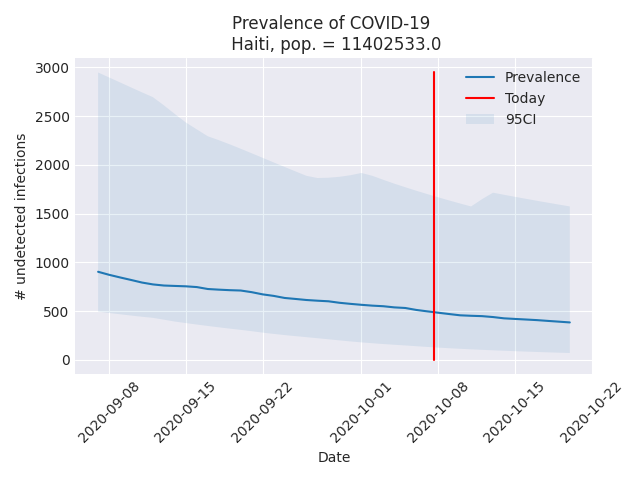 Prevalence of COVID-19
Haiti, pop. = 11402533.0
3000
2500
2000
1500
1000
500
0
# undetected infections
Prevalence
Today
95CI
2020-09-08
2020-09-15
2020-09-22
2020-10-01
2020-10-08
2020-10-15
2020-10-22
Date